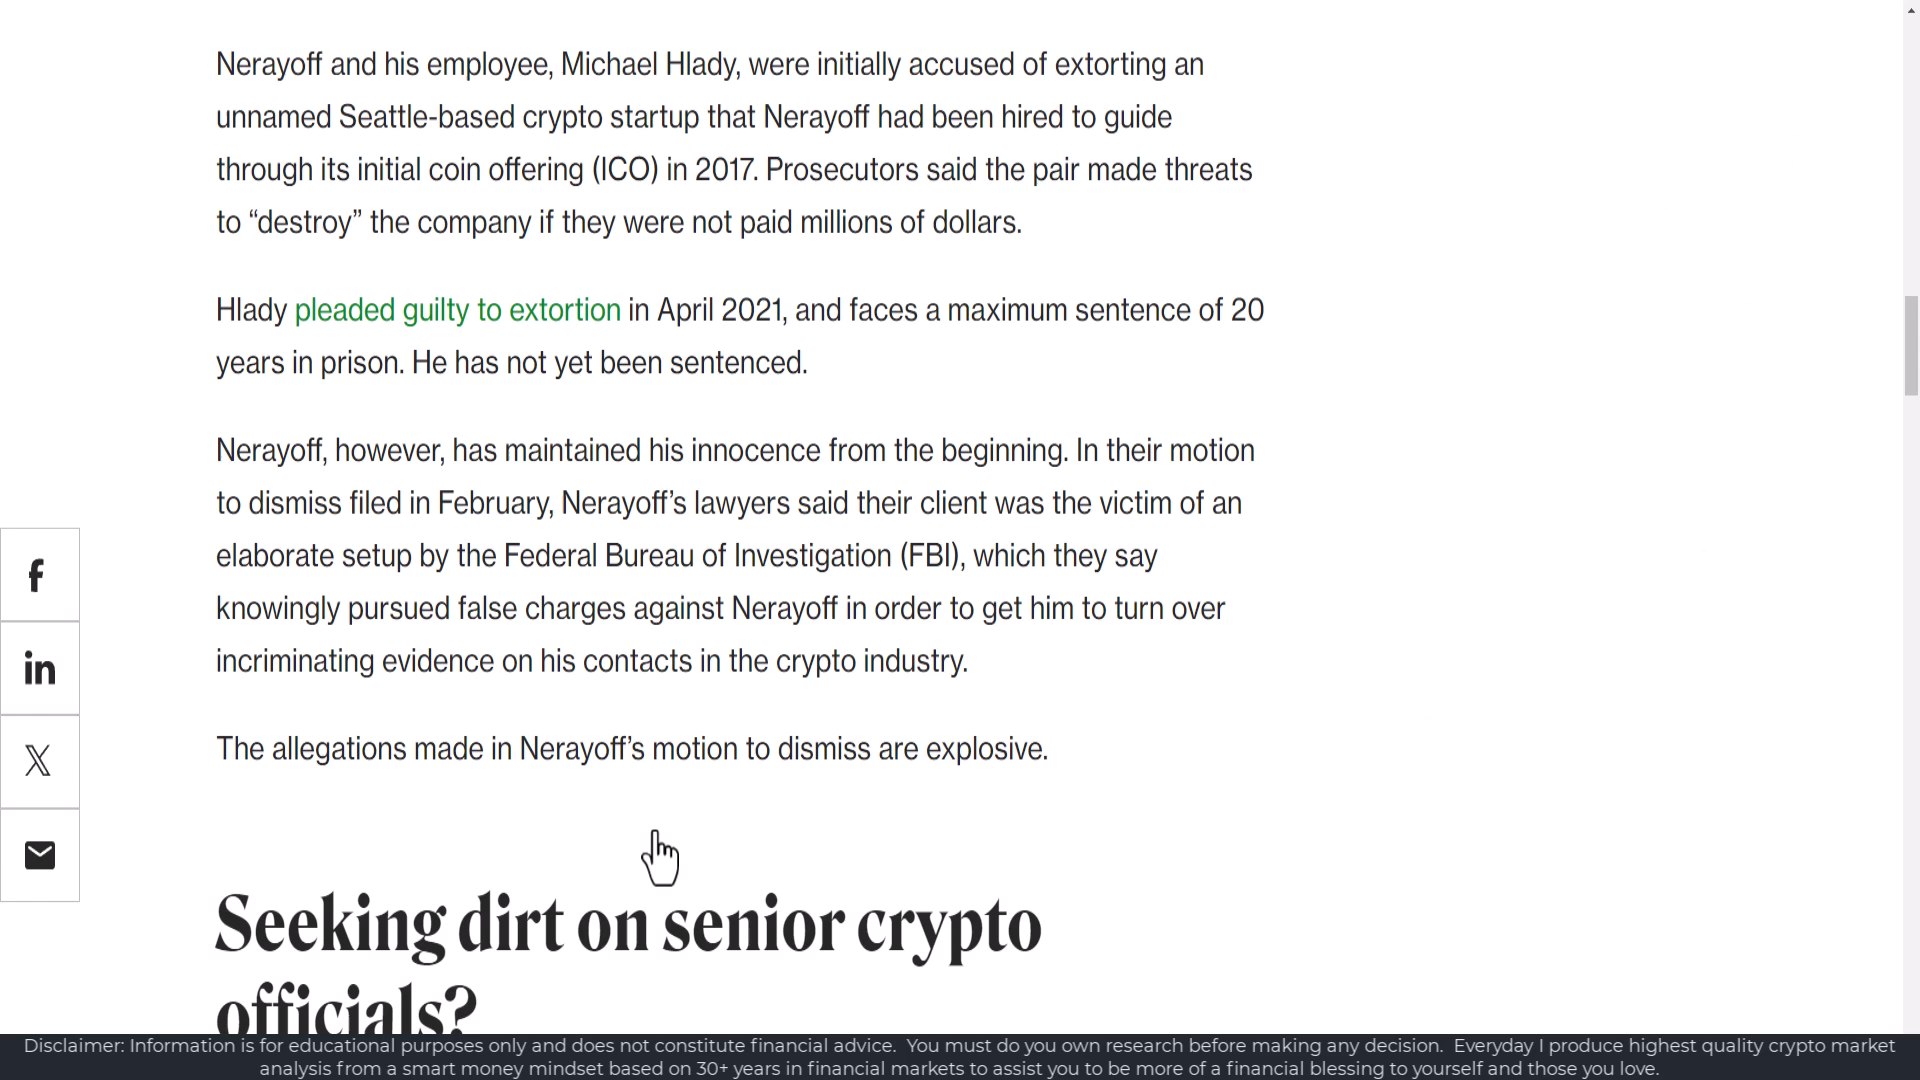 Nerayoff and his employee, Michael Hlady, were initially accused of extorting an
unnamed Seattle-based crypto startup that Nerayoff had been hired to guide
through its initial coin offering (ICO) in 2017. Prosecutors said the pair made threats
to “destroy” the company if they were not paid millions of dollars.
Hlady pleaded guilty to extortion in April 2021, and faces a maximum sentence of 20
years in prison. He has not yet been sentenced.
Nerayoff, however, has maintained his innocence from the beginning. In their motion
to dismiss filed in February, Nerayoff’s lawyers said their client was the victim of an
elaborate setup by the Federal Bureau of Investigation (FBI), which they say
knowingly pursued false charges against Nerayoff in order to get him to turn over
incriminating evidence on his contacts in the crypto industry.
The allegations made in Nerayoff’s motion to dismiss are explosive.
Seeking dirt on senior crypto
officials?
Disclaimer: Information is for educational purposes only and does not constitute financial advice. You must do you own research before making any decision. Everyday I produce highest quality crypto market
analysis from a smart money mindset based on 30+ years in financial markets to assist you to be more of a financial blessing to yourself and those you love.